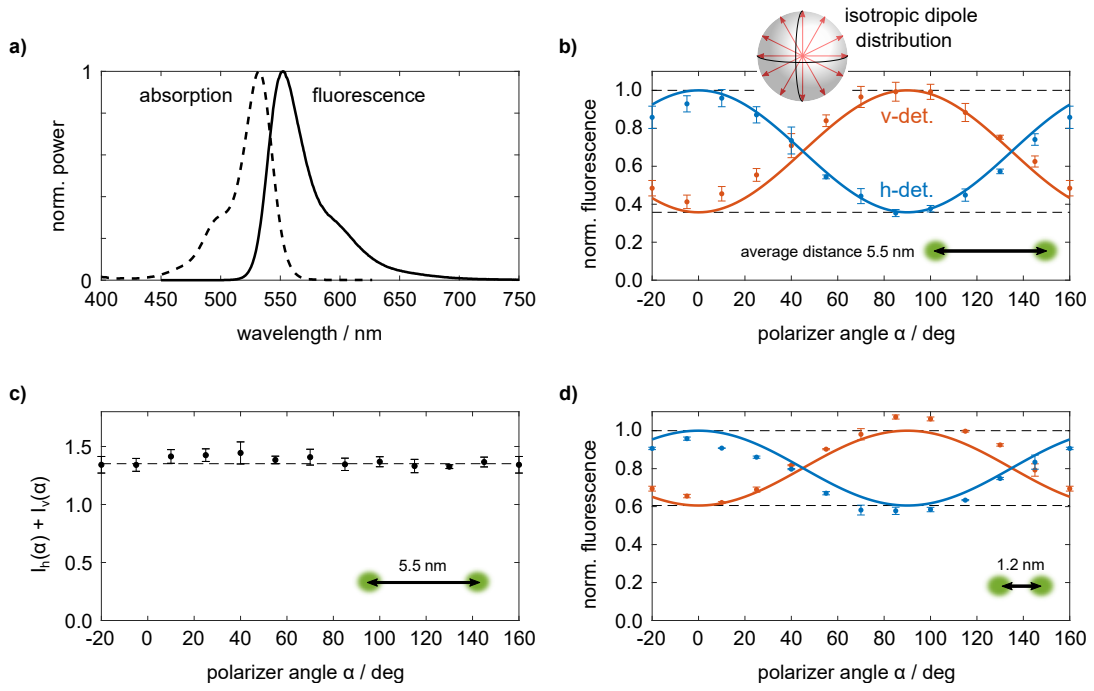 a)
norm. power
1
0
absorption
fluorescence
400 450 500 550 600 650 700 750
wavelength / nm
b)
isotropic dipole
distribution
norm. fluorescence
1.0
0.8
0.6
0.4
0.2
0.0
v-det.
h-det.
average distance 5.5 nm
-20 0 20 40 60 80 100 120 140 160
polarizer angle α / deg
c)
I_h(α) + I_v(α)
1.5
1.0
0.5
0.0
5.5 nm
-20 0 20 40 60 80 100 120 140 160
polarizer angle α / deg
d)
norm. fluorescence
1.0
0.8
0.6
0.4
0.2
0.0
1.2 nm
-20 0 20 40 60 80 100 120 140 160
polarizer angle α / deg